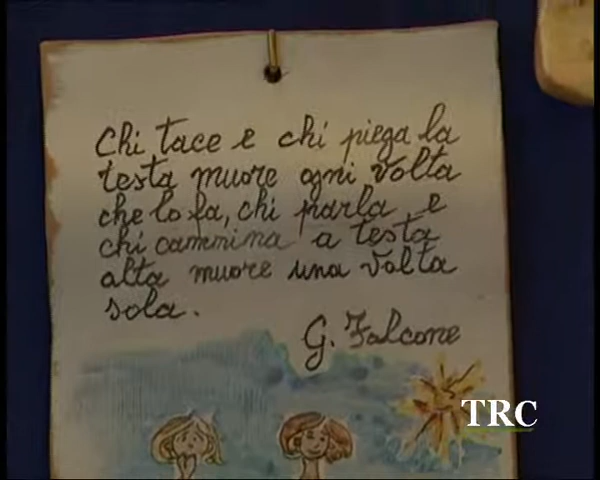 Chi tace e chi piega la
testa muore ogni volta
che lo fa, chi parla e
chi cammina a testa
alta muore una volta
sola.
G. Falcone
TRC